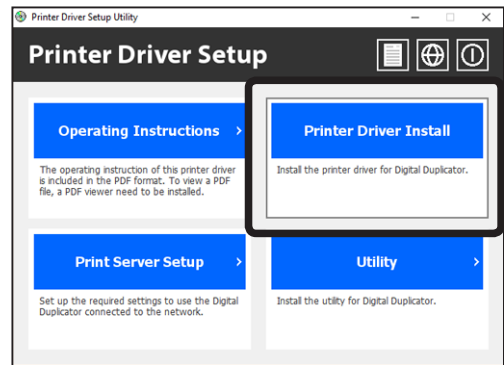 Printer Driver Setup Utility
Printer Driver Setup
Operating Instructions
The operating instruction of this printer driver
is included in the PDF format. To view a PDF
file, a PDF viewer need to be installed.
Printer Driver Install
Install the printer driver for Digital Duplicator.
Print Server Setup
Set up the required settings to use the Digital
Duplicator connected to the network.
Utility
Install the utility for Digital Duplicator.